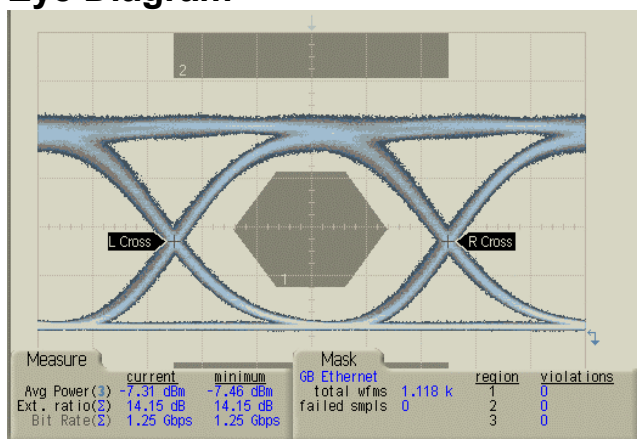 Eye Diagram
2
L Cross
R Cross
1
Measure
current minimum
Avg Power(3) -7.31 dBm -7.46 dBm
Ext. ratio(Σ) 14.15 dB 14.15 dB
Bit Rate(Σ) 1.25 Gbps 1.25 Gbps
Mask
GB Ethernet region violations
total wfms 1.118 k 1 0
failed smpls 0 2 0
3 0